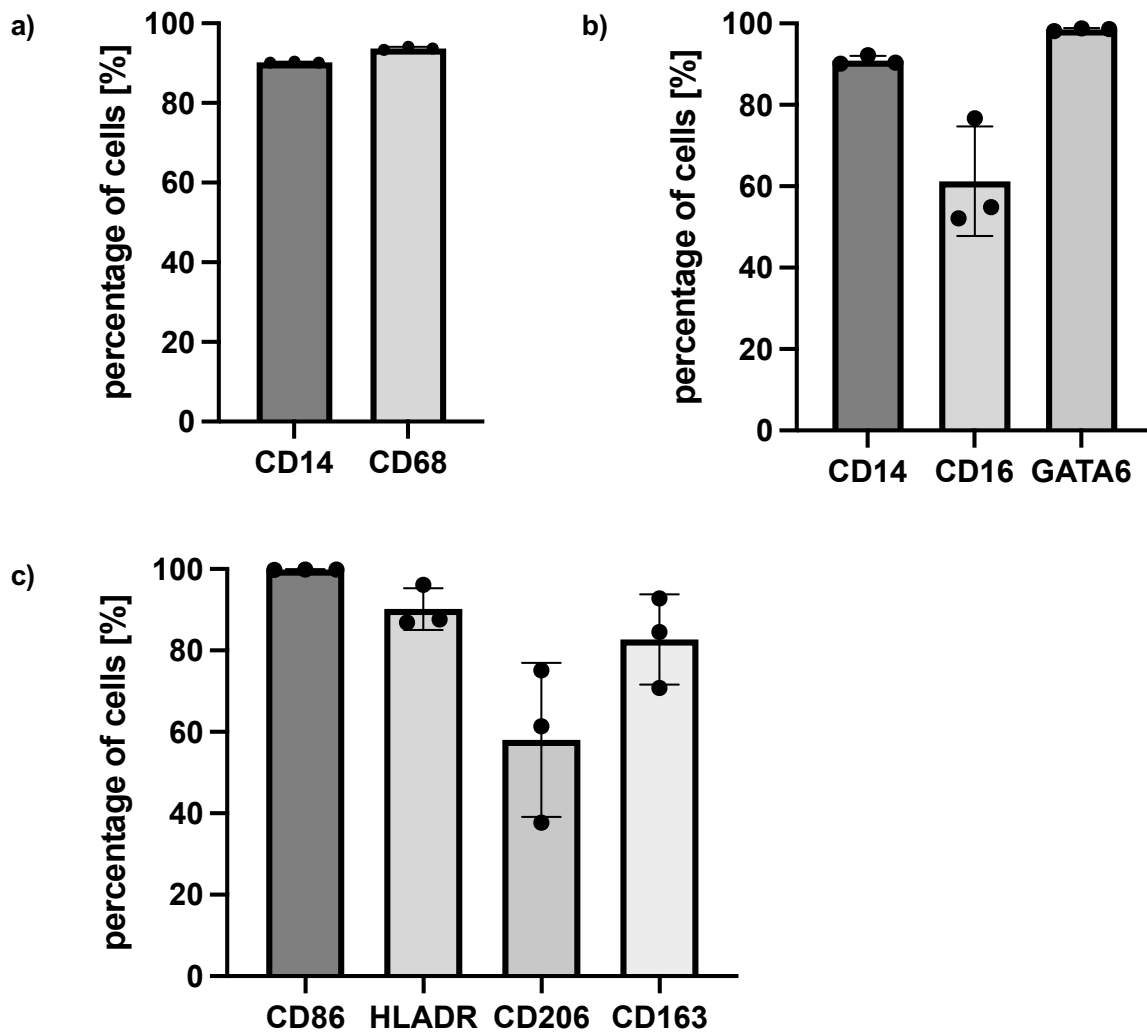 a)
percentage of cells [%]
100
80
60
40
20
0
CD14 CD68
b)
percentage of cells [%]
100
80
60
40
20
0
CD14 CD16 GATA6
c)
percentage of cells [%]
100
80
60
40
20
0
CD86 HLADR CD206 CD163